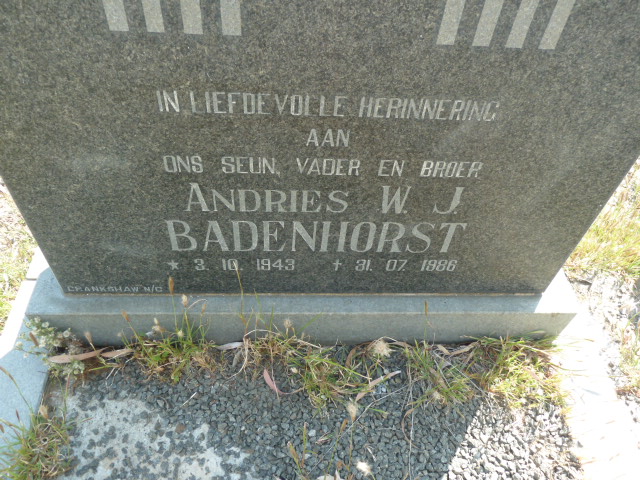 IN LIEFDEVOLLE HERINNERING
AAN
ONS SEUN, VADER EN BROER
ANDRIES W. J.
BADENHORST
* 3. 10. 1943 + 31. 07. 1986
CRANKSHAW N/C